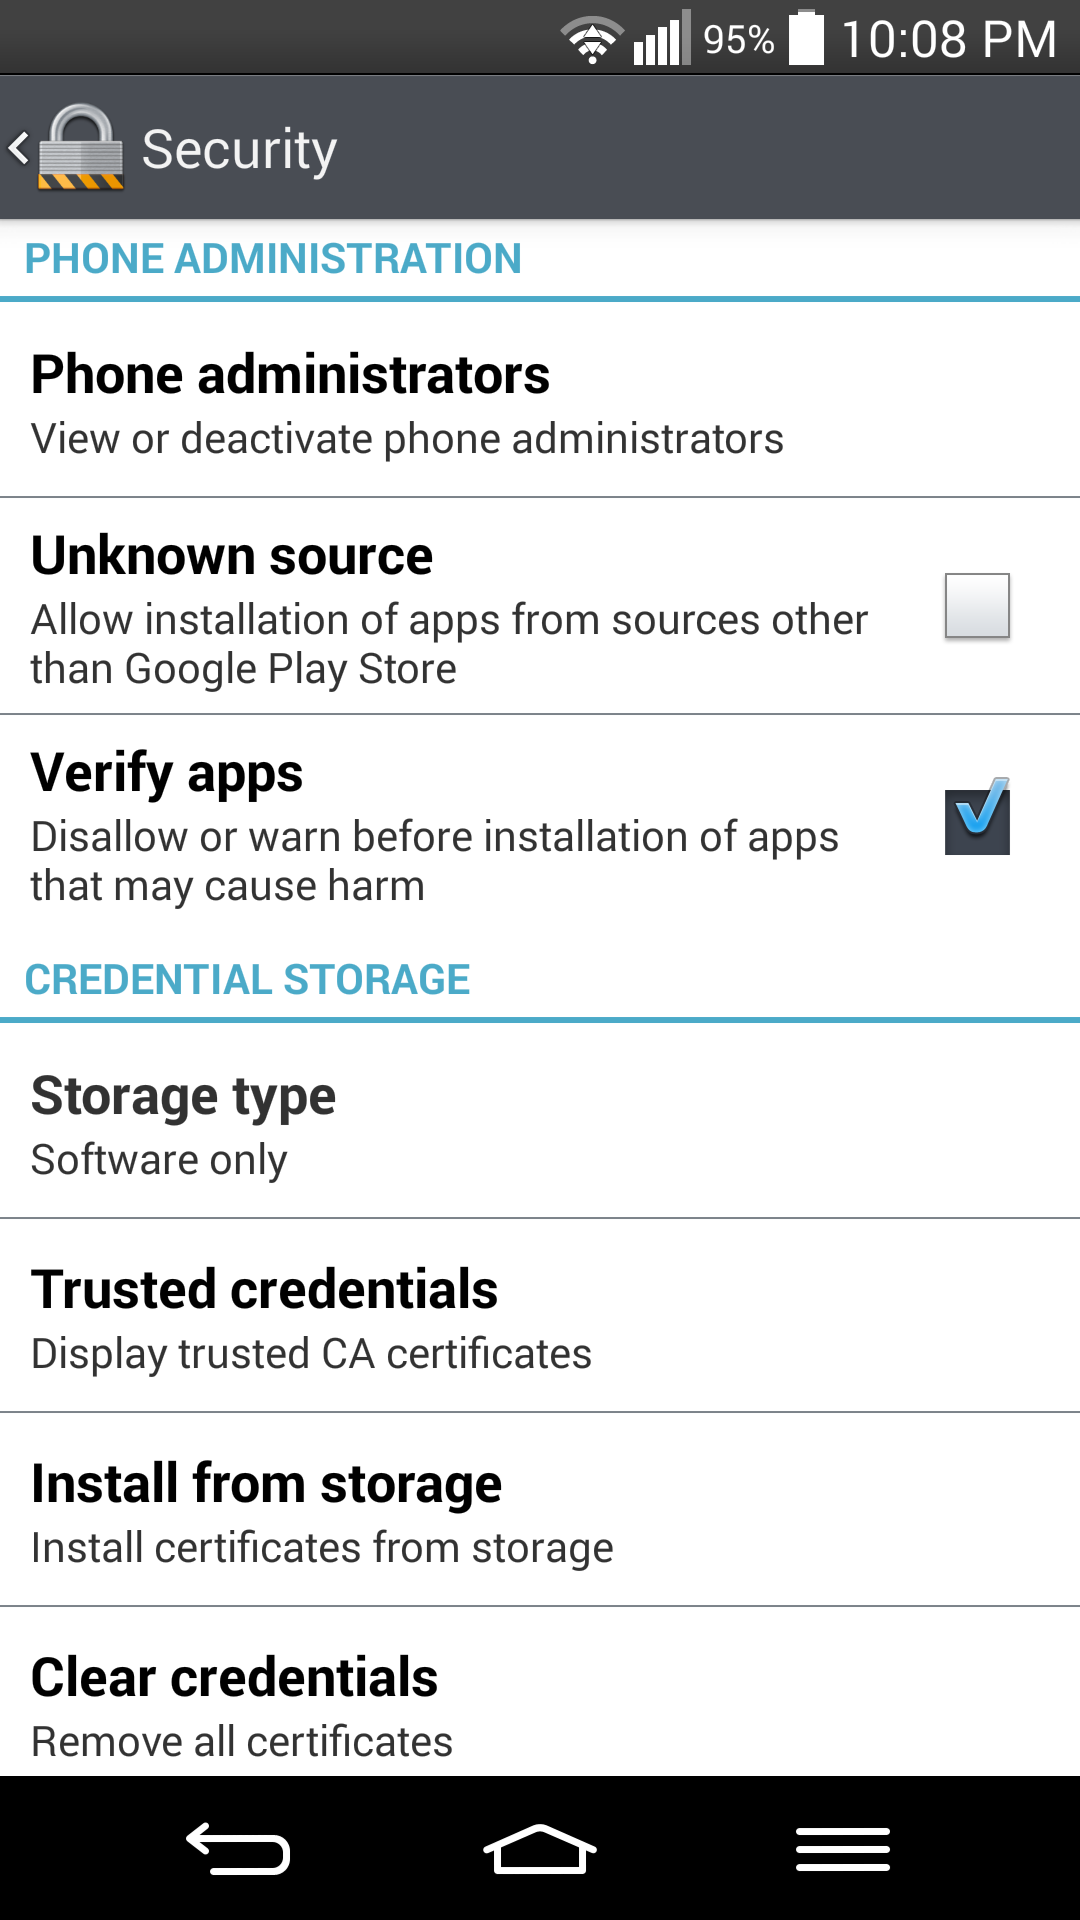 95% 10:08 PM
Security
PHONE ADMINISTRATION
Phone administrators
View or deactivate phone administrators
Unknown source
Allow installation of apps from sources other
than Google Play Store
Verify apps
Disallow or warn before installation of apps
that may cause harm
CREDENTIAL STORAGE
Storage type
Software only
Trusted credentials
Display trusted CA certificates
Install from storage
Install certificates from storage
Clear credentials
Remove all certificates